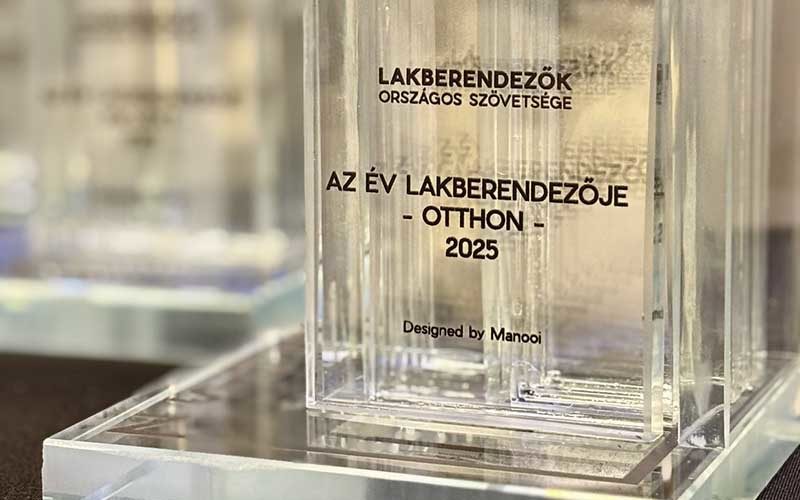 LAKBERENDEZŐK
ORSZÁGOS SZÖVETSÉGE
AZ ÉV LAKBERENDEZŐJE
- OTTHON -
2025
Designed by Manooi